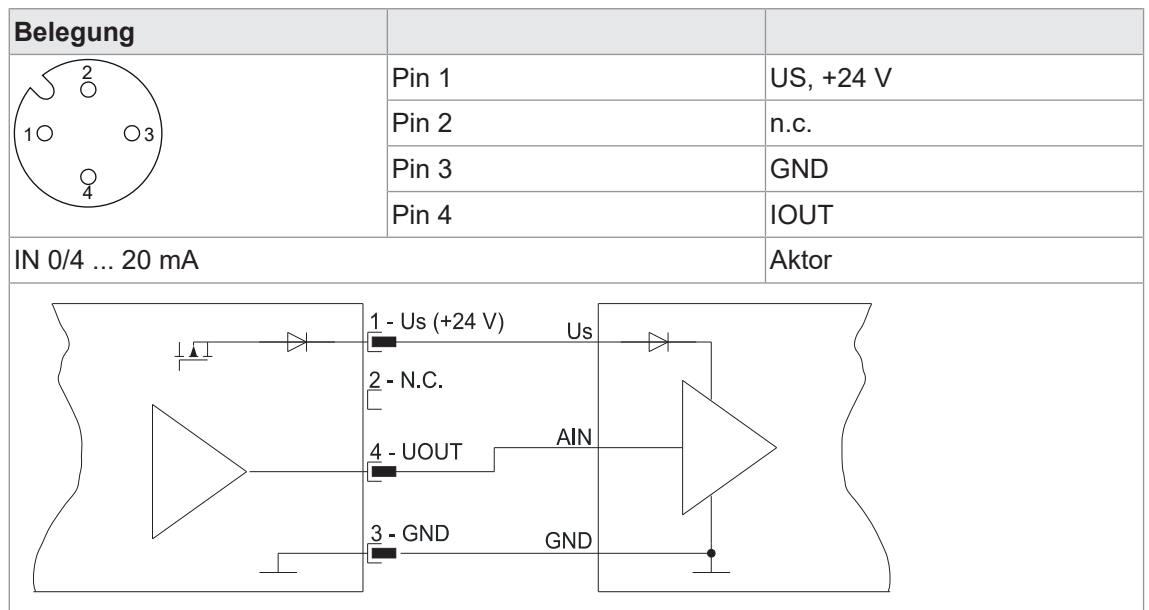 Belegung
2
1 3
4
Pin 1 US, +24 V
Pin 2 n.c.
Pin 3 GND
Pin 4 IOUT
IN 0/4 ... 20 mA Aktor
1 - Us (+24 V) Us
2 - N.C.
4 - UOUT AIN
3 - GND GND